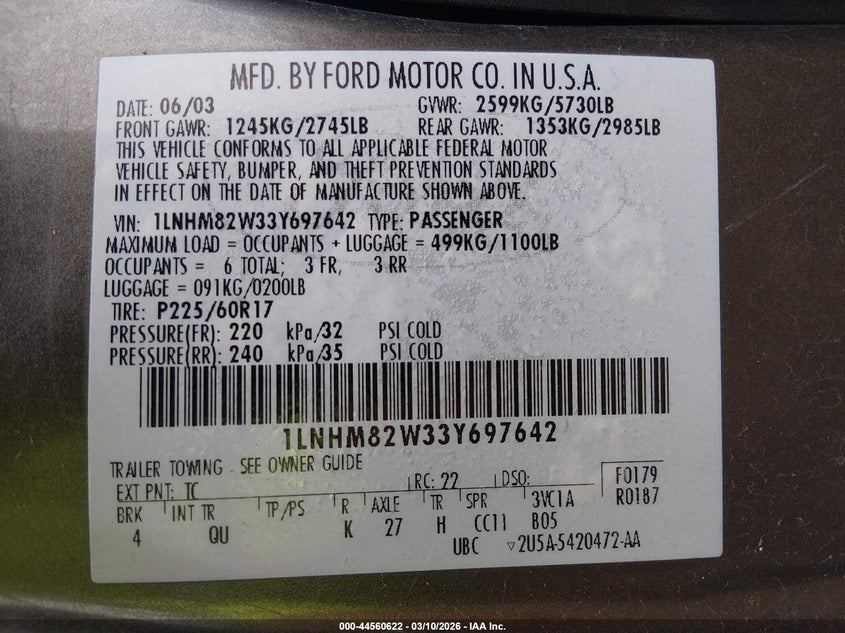 MFD. BY FORD MOTOR CO. IN U.S.A.
DATE: 06/03 GVWR: 2599KG/5730LB
FRONT GAWR: 1245KG/2745LB REAR GAWR: 1353KG/2985LB
THIS VEHICLE CONFORMS TO ALL APPLICABLE FEDERAL MOTOR
VEHICLE SAFETY, BUMPER, AND THEFT PREVENTION STANDARDS
IN EFFECT ON THE DATE OF MANUFACTURE SHOWN ABOVE.
VIN: 1LNHM82W33Y697642 TYPE: PASSENGER
MAXIMUM LOAD = OCCUPANTS + LUGGAGE = 499KG/1100LB
OCCUPANTS = 6 TOTAL; 3 FR, 3 RR
LUGGAGE = 091KG/0200LB
TIRE: P225/60R17
PRESSURE(FR): 220 kPa/32 PSI COLD
PRESSURE(RR): 240 kPa/35 PSI COLD
1LNHM82W33Y697642
TRAILER TOWING - SEE OWNER GUIDE
EXT PNT: TC RC: 22 DSO: F0179
BRK INT TR TP/PS R AXLE TR SPR 3VC1A R0187
4 QU K 27 H CC11 B05
UBC ▽2U5A-5420472-AA
000-44560622 — 03/10/2026 — IAA Inc.